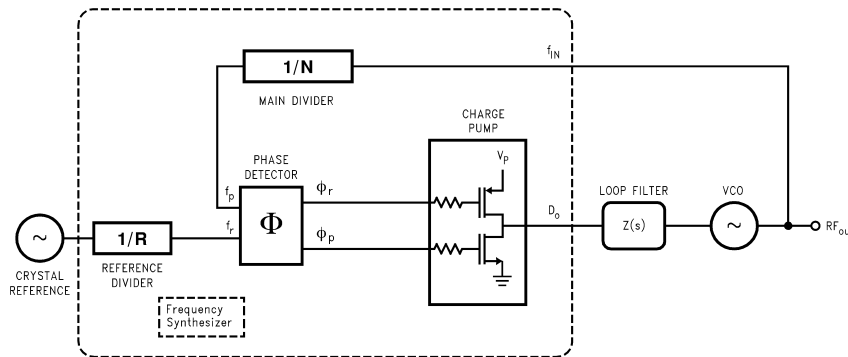 f_IN
1/N
MAIN DIVIDER
CHARGE
PUMP
V_P
PHASE
DETECTOR
f_p
ϕ_r
LOOP FILTER
VCO
D_o
Z(s)
~
RF_ou
Φ
f_r
ϕ_p
~
1/R
CRYSTAL
REFERENCE
REFERENCE
DIVIDER
Frequency
Synthesizer